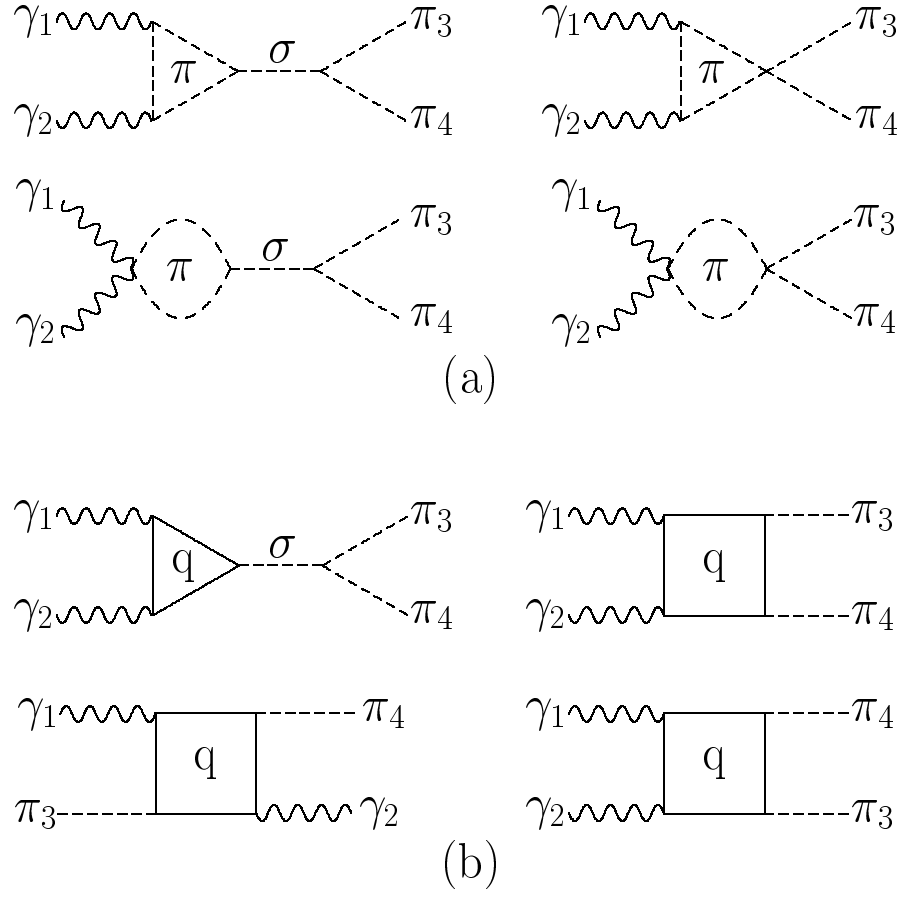 γ₁ π₃ γ₁ π₃
σ
π π
γ₂ π₄ γ₂ π₄
γ₁ π₃ γ₁ π₃
σ
π π
γ₂ π₄ γ₂ π₄
(a)
γ₁ π₃ γ₁ π₃
σ
q q
γ₂ π₄ γ₂ π₄
γ₁ π₄ γ₁ π₄
q q
π₃ γ₂ γ₂ π₃
(b)